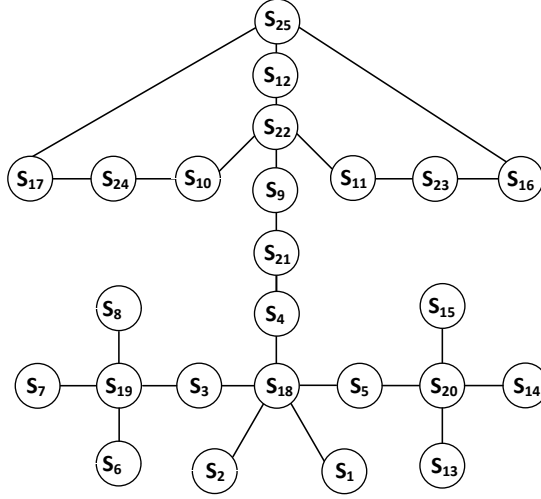 S₂₅
S₁₂
S₂₂
S₁₇ S₂₄ S₁₀ S₉ S₁₁ S₂₃ S₁₆
S₂₁
S₈ S₄ S₁₅
S₇ S₁₉ S₃ S₁₈ S₅ S₂₀ S₁₄
S₆ S₂ S₁ S₁₃